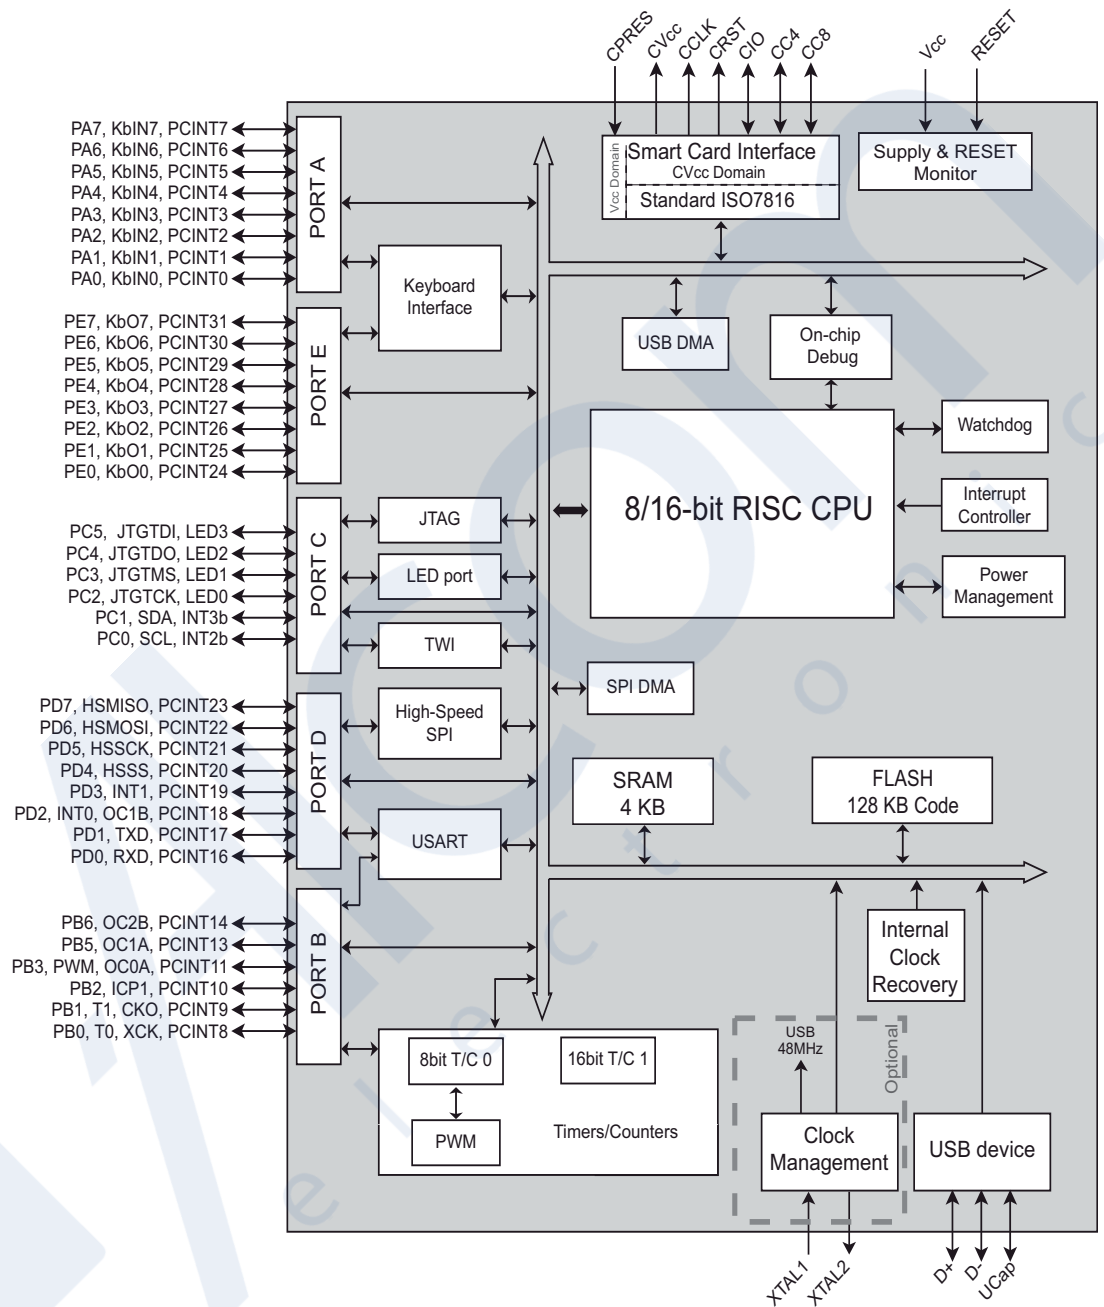 CPRES
CVcc
CCLK
CRST
CIO
CC4
CC8
Vcc
RESET
PA7, KbIN7, PCINT7
PA6, KbIN6, PCINT6
PA5, KbIN5, PCINT5
PA4, KbIN4, PCINT4
PA3, KbIN3, PCINT3
PA2, KbIN2, PCINT2
PA1, KbIN1, PCINT1
PA0, KbIN0, PCINT0
PORT A
Vcc Domain
Smart Card Interface
CVcc Domain
Standard ISO7816
Supply & RESET
Monitor
Keyboard
Interface
PE7, KbO7, PCINT31
PE6, KbO6, PCINT30
PE5, KbO5, PCINT29
PE4, KbO4, PCINT28
PE3, KbO3, PCINT27
PE2, KbO2, PCINT26
PE1, KbO1, PCINT25
PE0, KbO0, PCINT24
PORT E
USB DMA
On-chip
Debug
8/16-bit RISC CPU
Watchdog
Interrupt
Controller
Power
Management
PC5, JTGTDI, LED3
PC4, JTGTDO, LED2
PC3, JTGTMS, LED1
PC2, JTGTCK, LED0
PC1, SDA, INT3b
PC0, SCL, INT2b
PORT C
JTAG
LED port
TWI
SPI DMA
PD7, HSMISO, PCINT23
PD6, HSMOSI, PCINT22
PD5, HSSCK, PCINT21
PD4, HSSS, PCINT20
PD3, INT1, PCINT19
PD2, INT0, OC1B, PCINT18
PD1, TXD, PCINT17
PD0, RXD, PCINT16
PORT D
High-Speed
SPI
USART
SRAM
4 KB
FLASH
128 KB Code
PB6, OC2B, PCINT14
PB5, OC1A, PCINT13
PB3, PWM, OC0A, PCINT11
PB2, ICP1, PCINT10
PB1, T1, CKO, PCINT9
PB0, T0, XCK, PCINT8
PORT B
Internal
Clock
Recovery
8bit T/C 0
16bit T/C 1
PWM
Timers/Counters
USB
48MHz
Optional
Clock
Management
USB device
XTAL1
XTAL2
D+
D-
UCap
Alcom
electronics